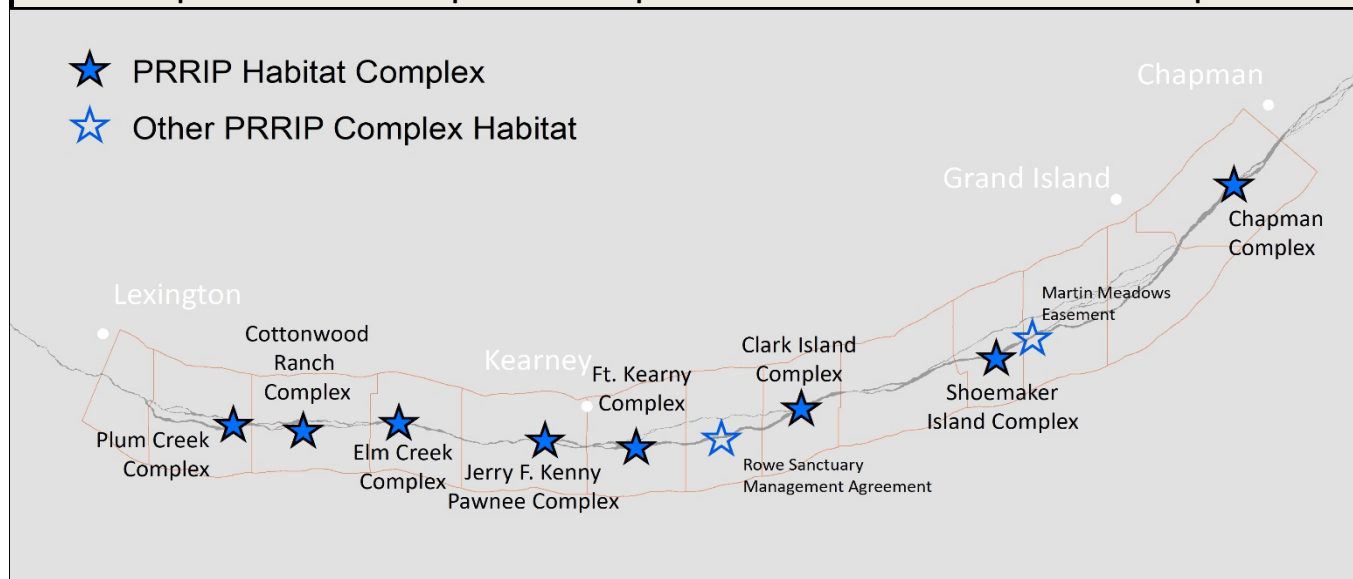 PRRIP Habitat Complex
Other PRRIP Complex Habitat
Chapman
Grand Island
Chapman
Complex
Lexington
Martin Meadows
Easement
Cottonwood
Ranch
Complex
Kearney
Clark Island
Complex
Ft. Kearny
Complex
Shoemaker
Island Complex
Plum Creek
Complex
Elm Creek
Complex
Jerry F. Kenny
Pawnee Complex
Rowe Sanctuary
Management Agreement